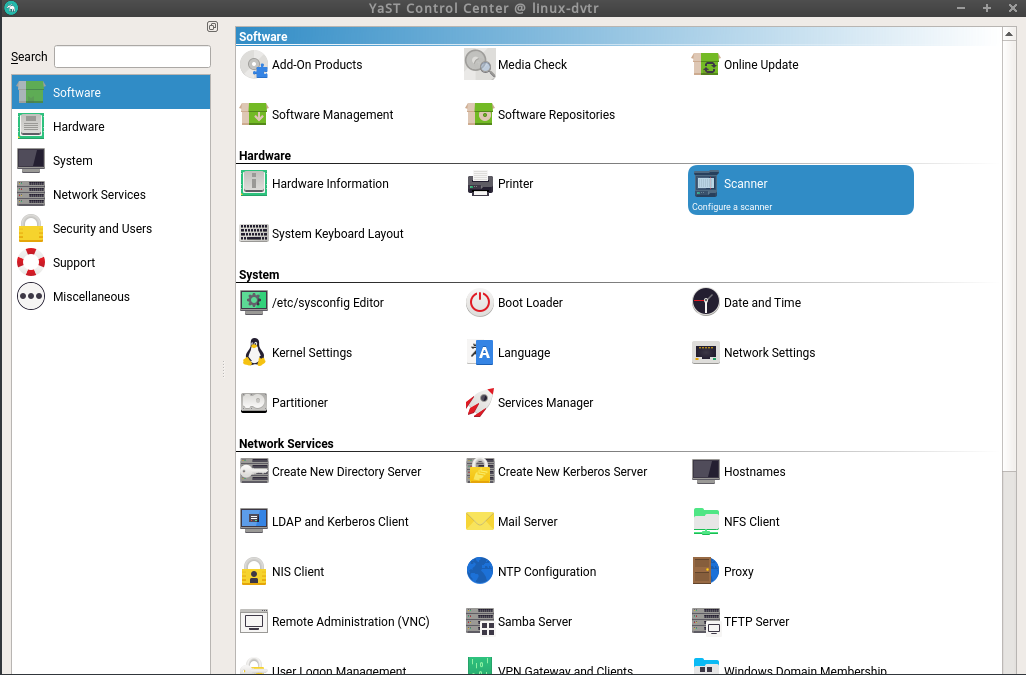 YaST Control Center @ linux-dvtr
Search
Software
Hardware
System
Network Services
Security and Users
Support
Miscellaneous
Software
Add-On Products
Media Check
Online Update
Software Management
Software Repositories
Hardware
Hardware Information
Printer
Scanner
Configure a scanner
System Keyboard Layout
System
/etc/sysconfig Editor
Boot Loader
Date and Time
Kernel Settings
Language
Network Settings
Partitioner
Services Manager
Network Services
Create New Directory Server
Create New Kerberos Server
Hostnames
LDAP and Kerberos Client
Mail Server
NFS Client
NIS Client
NTP Configuration
Proxy
Remote Administration (VNC)
Samba Server
TFTP Server
User Logon Management
VPN Gateway and Clients
Windows Domain Membership